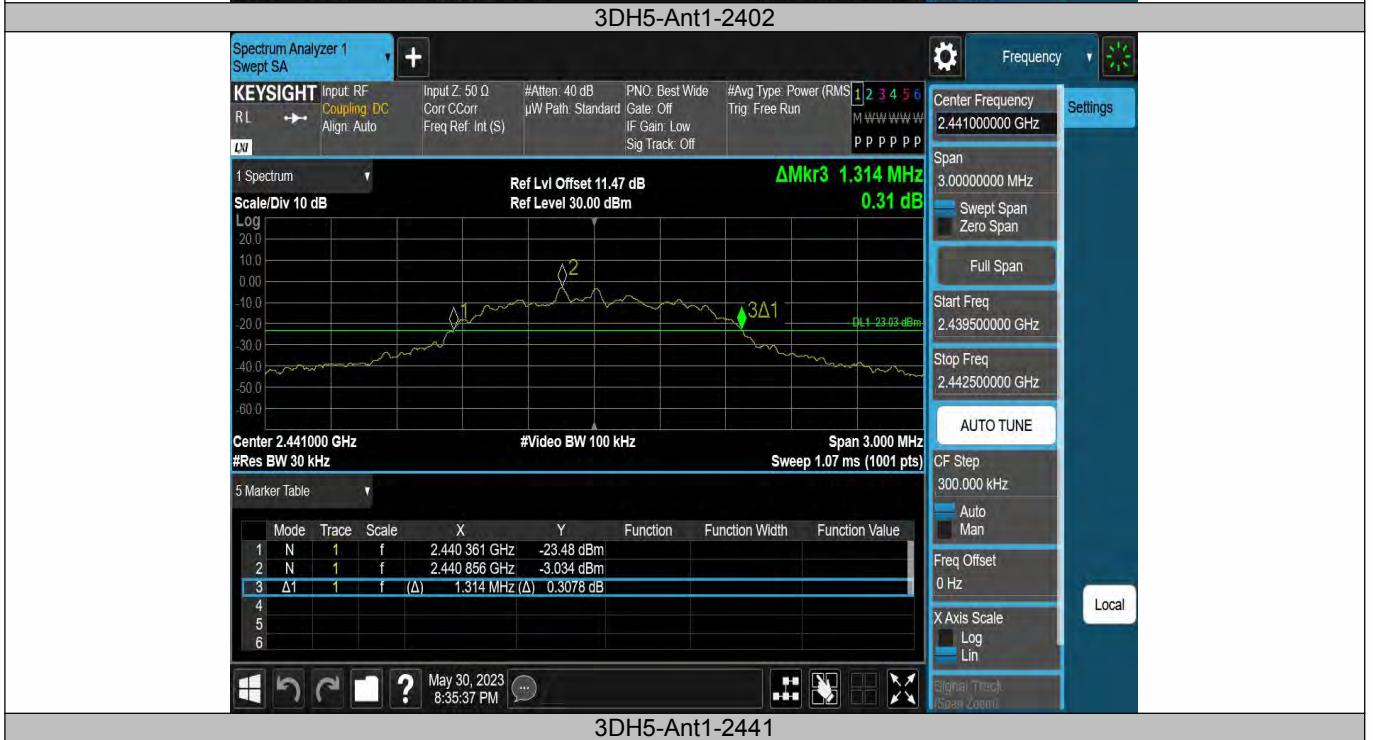 3DH5-Ant1-2402
Spectrum Analyzer 1
Swept SA
+
Frequency
KEYSIGHT
RL
LXI
Input: RF
Coupling: DC
Align: Auto
Input Z: 50 Ω
Corr CCorr
Freq Ref: Int (S)
#Atten: 40 dB
µW Path: Standard
PNO: Best Wide
Gate: Off
IF Gain: Low
Sig Track: Off
#Avg Type: Power (RMS
Trig: Free Run
1 2 3 4 5 6
M W W W W W
P P P P P P
Center Frequency
2.441000000 GHz
Settings
1 Spectrum
Scale/Div 10 dB
Ref Lvl Offset 11.47 dB
Ref Level 30.00 dBm
ΔMkr3 1.314 MHz
0.31 dB
Log
20.0
10.0
0.00
-10.0
-20.0
-30.0
-40.0
-50.0
-60.0
1
2
3Δ1
DL1 -23.03 dBm
Center 2.441000 GHz
#Res BW 30 kHz
#Video BW 100 kHz
Span 3.000 MHz
Sweep 1.07 ms (1001 pts)
Span
3.00000000 MHz
Swept Span
Zero Span
Full Span
Start Freq
2.439500000 GHz
Stop Freq
2.442500000 GHz
AUTO TUNE
CF Step
300.000 kHz
Auto
Man
Freq Offset
0 Hz
X Axis Scale
Log
Lin
Signal Track
(Span Zoom)
Local
5 Marker Table
Mode Trace Scale X Y Function Function Width Function Value
1 N 1 f 2.440 361 GHz -23.48 dBm
2 N 1 f 2.440 856 GHz -3.034 dBm
3 Δ1 1 f (Δ) 1.314 MHz (Δ) 0.3078 dB
4
5
6
?
May 30, 2023
8:35:37 PM
3DH5-Ant1-2441